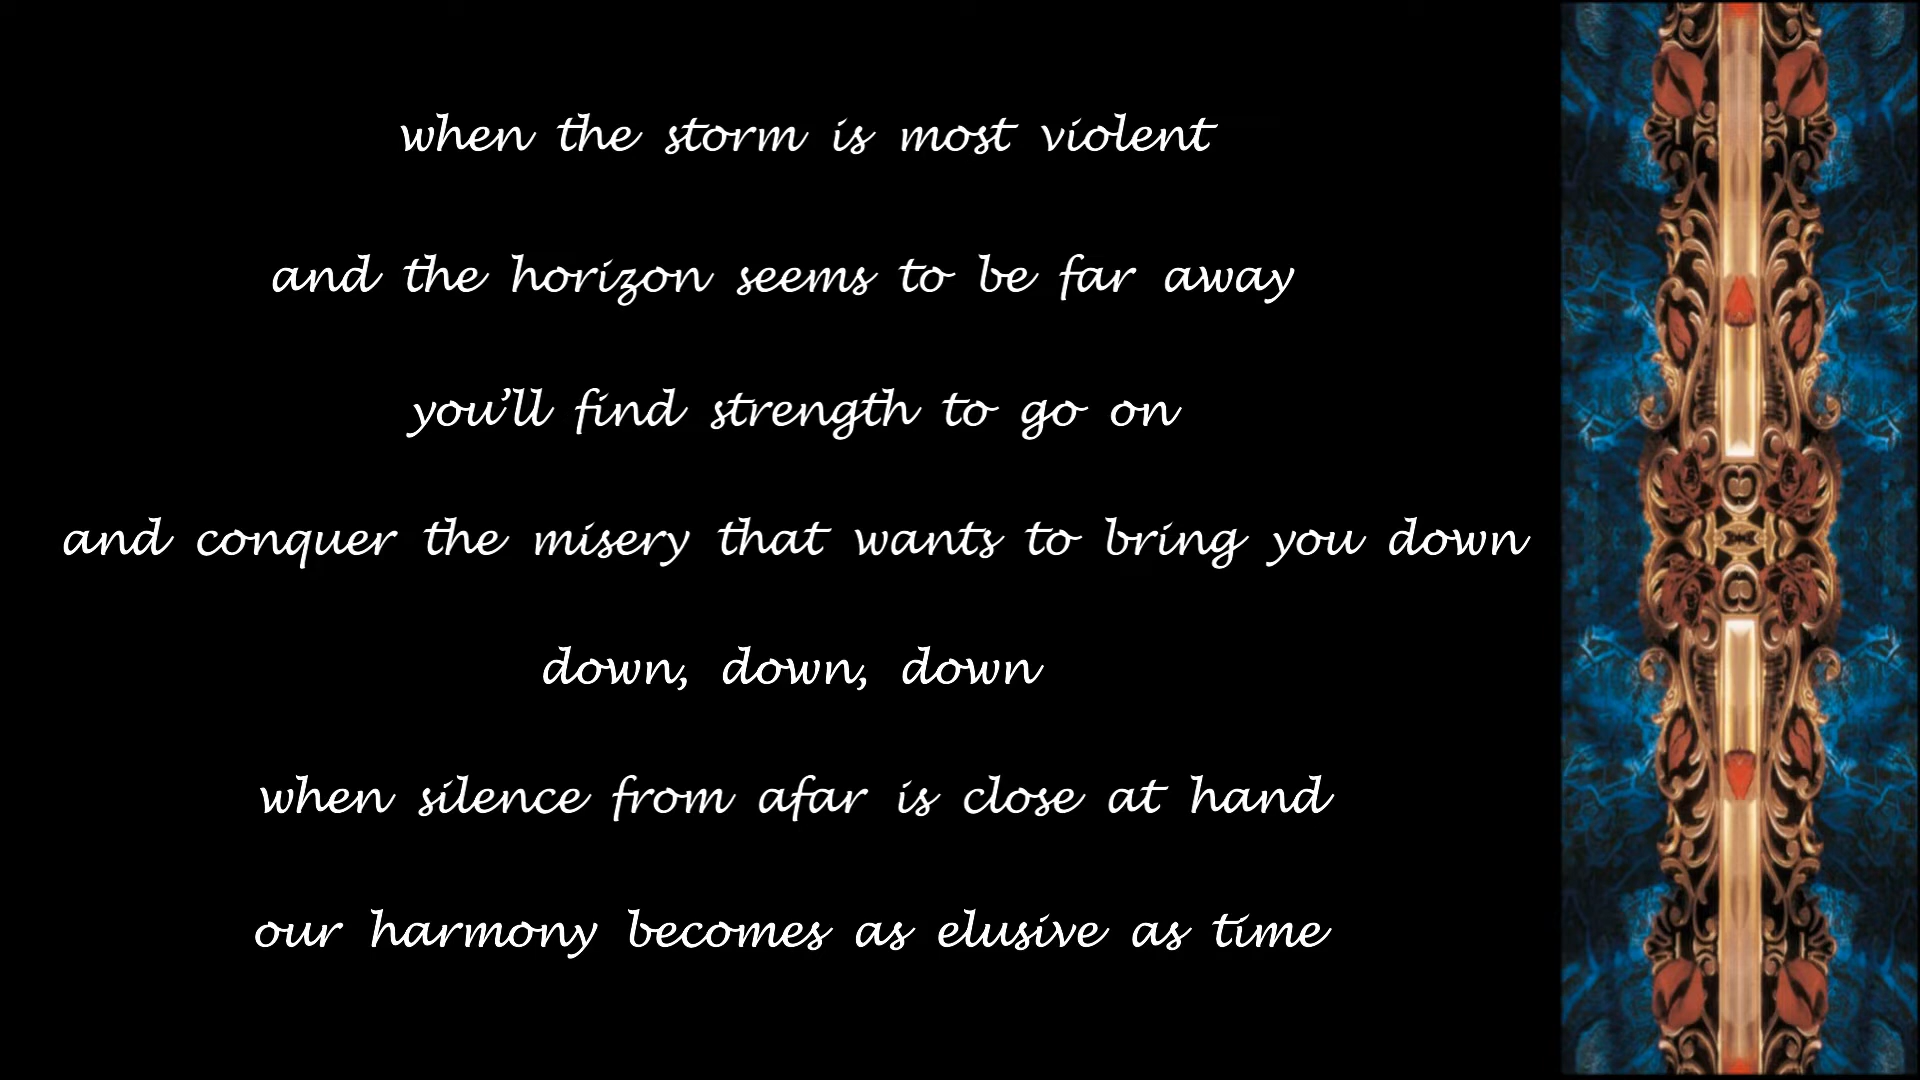 when the storm is most violent
and the horizon seems to be far away
you’ll find strength to go on
and conquer the misery that wants to bring you down
down, down, down
when silence from afar is close at hand
our harmony becomes as elusive as time